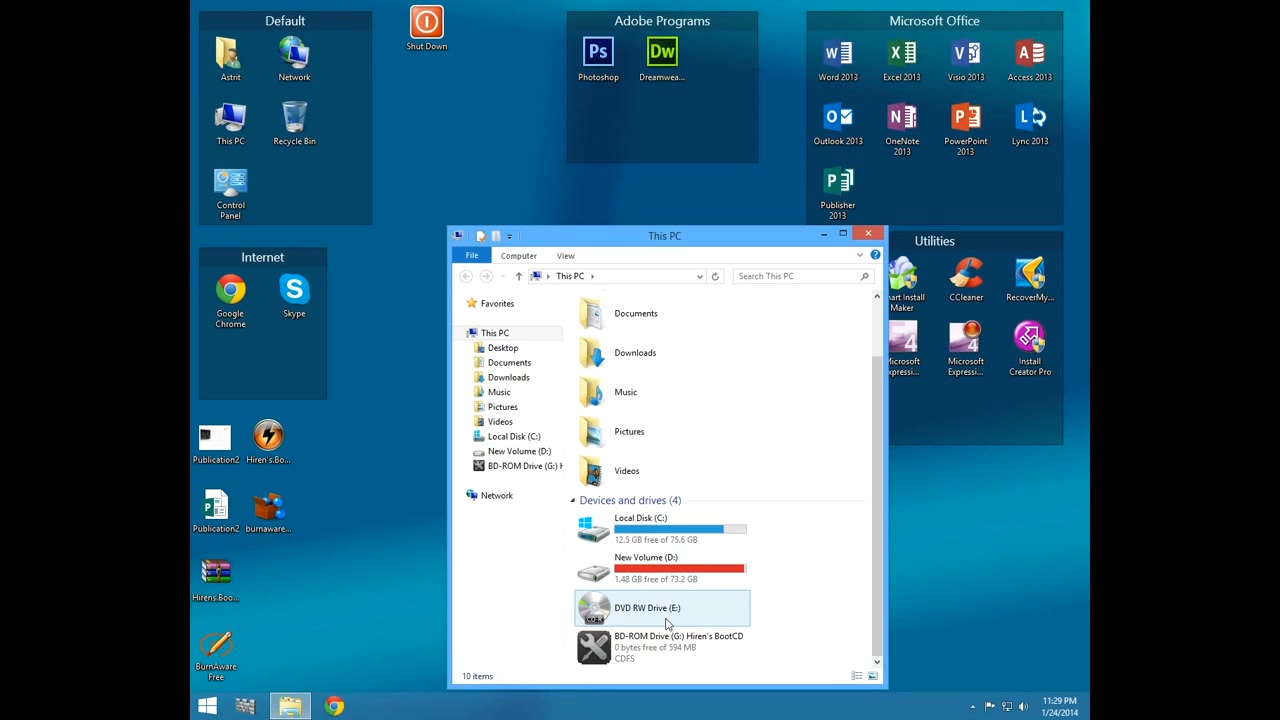 Default
Astrit
Network
This PC
Recycle Bin
Control
Panel
Shut Down
Adobe Programs
Ps
Dw
Photoshop
Dreamwea...
Microsoft Office
Word 2013
Excel 2013
Visio 2013
Access 2013
Outlook 2013
OneNote
2013
PowerPoint
2013
Lync 2013
Publisher
2013
Internet
Google
Chrome
Skype
Utilities
Maker
CCleaner
RecoverMy...
Microsoft
Expressi...
Install
Creator Pro
Publication2
Hiren's.Bo...
Publication2
burnaware...
Hirens.Boo...
BurnAware
Free
This PC
File
Computer
View
This PC
Search This PC
Favorites
This PC
Desktop
Documents
Downloads
Music
Pictures
Videos
Local Disk (C:)
New Volume (D:)
BD-ROM Drive (G:) H
Network
Documents
Downloads
Music
Pictures
Videos
Devices and drives (4)
Local Disk (C:)
12.5 GB free of 75.6 GB
New Volume (D:)
1.48 GB free of 73.2 GB
DVD RW Drive (E:)
CD-R
BD-ROM Drive (G:) Hiren's BootCD
0 bytes free of 594 MB
CDFS
10 items
11:29 PM
1/24/2014